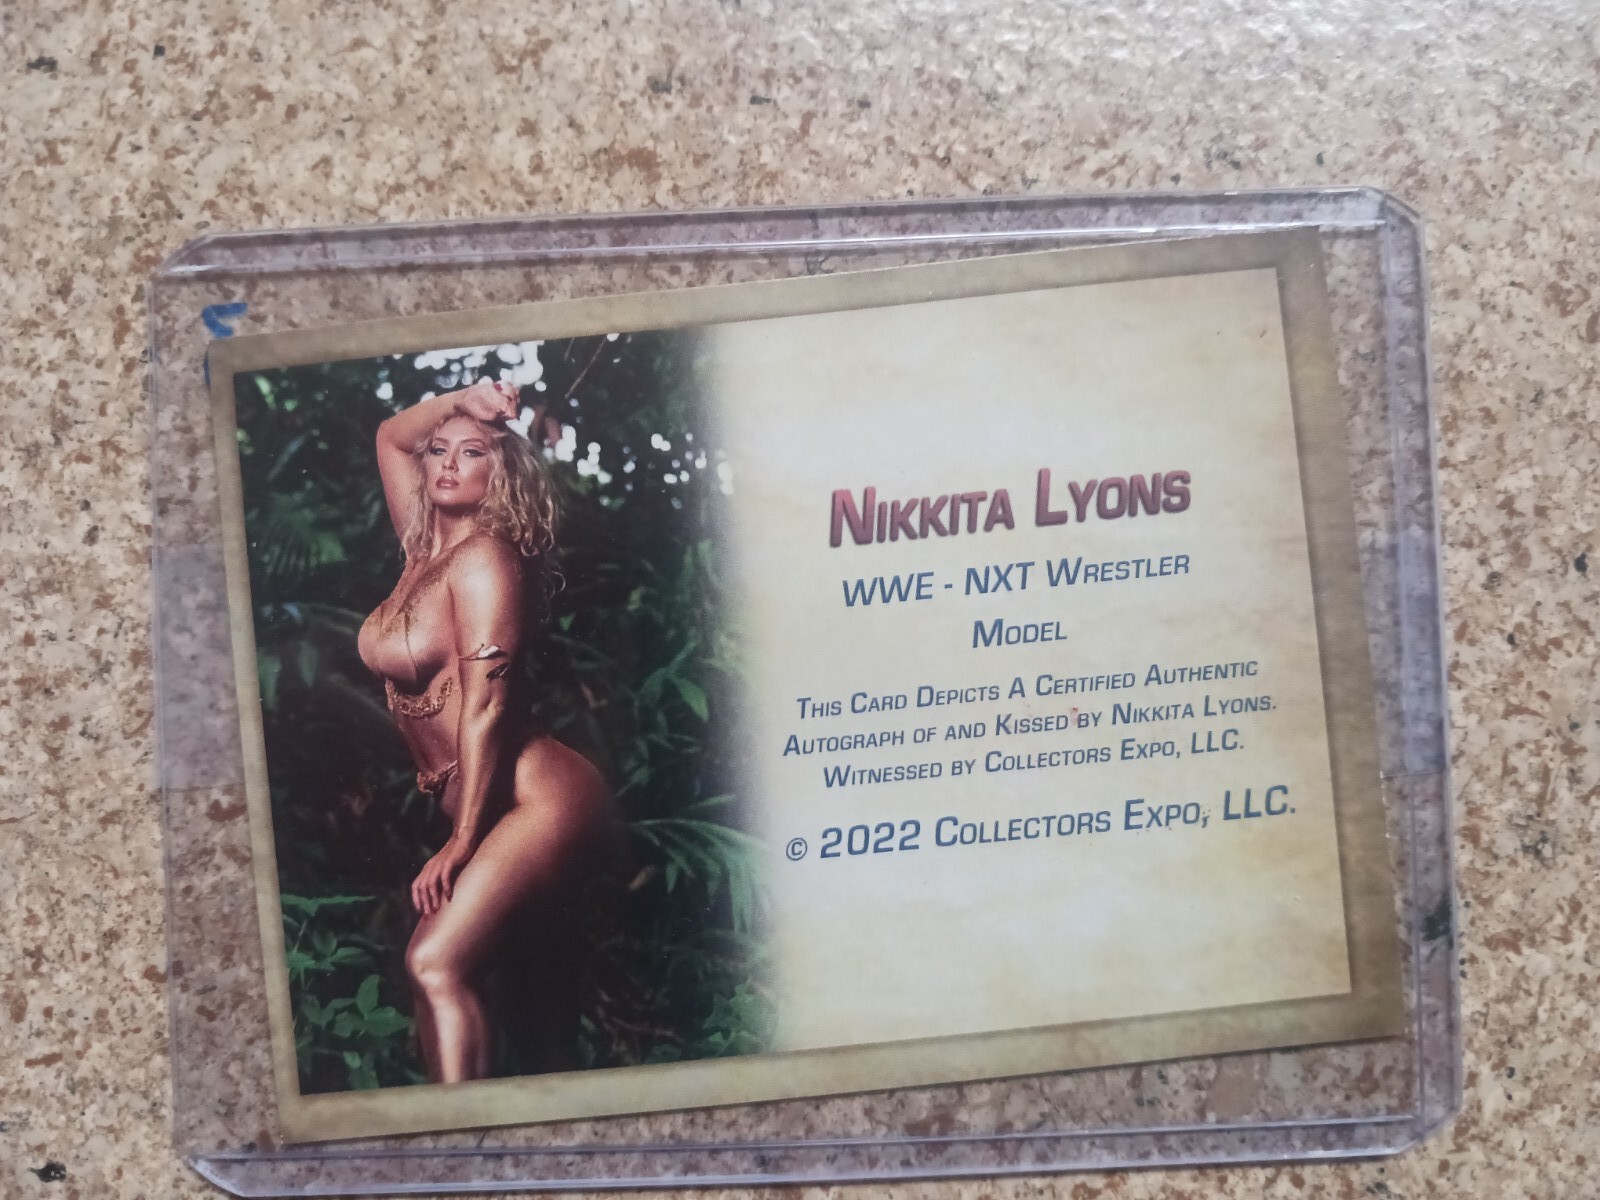 Nikkita Lyons
WWE - NXT Wrestler
Model
This Card Depicts A Certified Authentic
Autograph of and Kissed by Nikkita Lyons.
Witnessed by Collectors Expo, LLC.
© 2022 Collectors Expo, LLC.